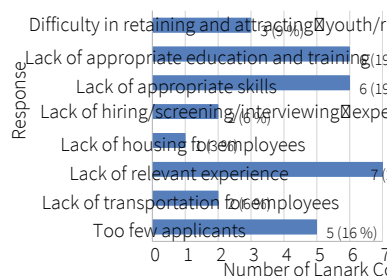 Difficulty in retaining and attracting youth/r
3 (9 %)
Lack of appropriate education and training
6 (19
Lack of appropriate skills
6 (19
Lack of hiring/screening/interviewing expe
2 (6 %)
Lack of housing for employees
1 (3 %)
Lack of relevant experience
7 (
Lack of transportation for employees
2 (6 %)
Too few applicants
5 (16 %)
Response
0 1 2 3 4 5 6 7
Number of Lanark Co